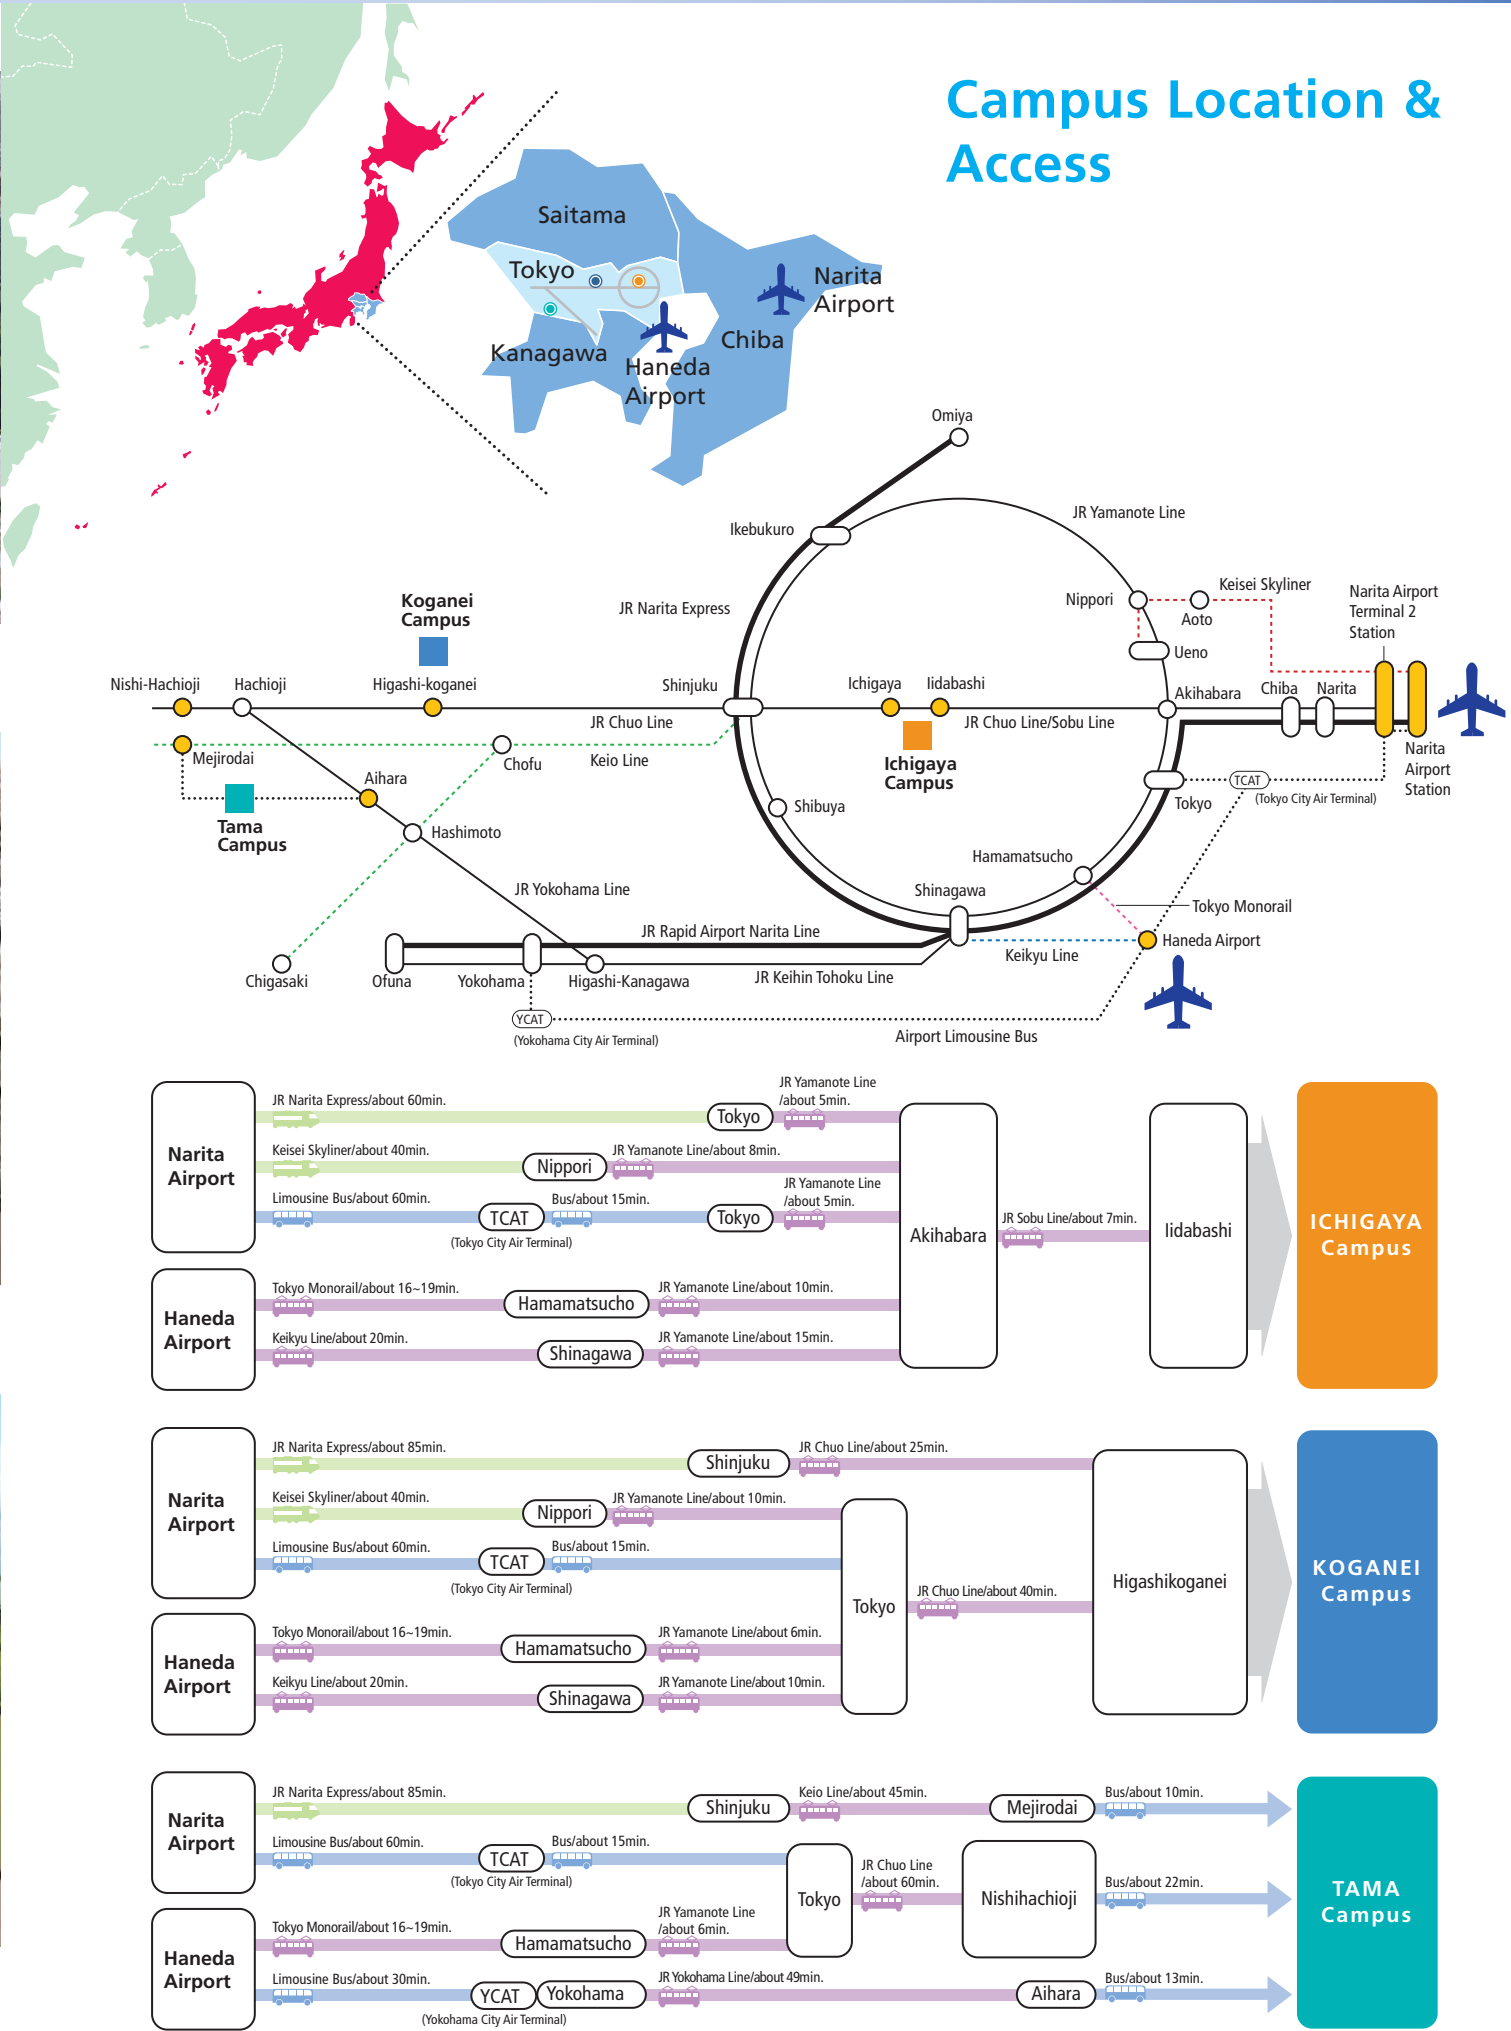 Campus Location &
Access
Saitama
Tokyo
Narita
Airport
Chiba
Kanagawa
Haneda
Airport
Omiya
JR Yamanote Line
Ikebukuro
Keisei Skyliner
Narita Airport
Terminal 2
Station
Koganei
Campus
JR Narita Express
Nippori
Aoto
Ueno
Nishi-Hachioji
Hachioji
Higashi-koganei
Shinjuku
Ichigaya
Iidabashi
Akihabara
Chiba
Narita
JR Chuo Line
JR Chuo Line/Sobu Line
Mejirodai
Chofu
Keio Line
Ichigaya
Campus
Narita
Airport
Station
Aihara
TCAT
(Tokyo City Air Terminal)
Tokyo
Shibuya
Tama
Campus
Hashimoto
Hamamatsucho
JR Yokohama Line
Shinagawa
Tokyo Monorail
JR Rapid Airport Narita Line
Haneda Airport
Keikyu Line
Chigasaki
Ofuna
Yokohama
Higashi-Kanagawa
JR Keihin Tohoku Line
YCAT
(Yokohama City Air Terminal)
Airport Limousine Bus
Narita
Airport
JR Narita Express/about 60min.
Tokyo
JR Yamanote Line
/about 5min.
Keisei Skyliner/about 40min.
Nippori
JR Yamanote Line/about 8min.
Limousine Bus/about 60min.
TCAT
(Tokyo City Air Terminal)
Bus/about 15min.
Tokyo
JR Yamanote Line
/about 5min.
Haneda
Airport
Tokyo Monorail/about 16~19min.
Hamamatsucho
JR Yamanote Line/about 10min.
Keikyu Line/about 20min.
Shinagawa
JR Yamanote Line/about 15min.
Akihabara
JR Sobu Line/about 7min.
Iidabashi
ICHIGAYA
Campus
Narita
Airport
JR Narita Express/about 85min.
Shinjuku
JR Chuo Line/about 25min.
Keisei Skyliner/about 40min.
Nippori
JR Yamanote Line/about 10min.
Limousine Bus/about 60min.
TCAT
(Tokyo City Air Terminal)
Bus/about 15min.
Haneda
Airport
Tokyo Monorail/about 16~19min.
Hamamatsucho
JR Yamanote Line/about 6min.
Keikyu Line/about 20min.
Shinagawa
JR Yamanote Line/about 10min.
Tokyo
JR Chuo Line/about 40min.
Higashikoganei
KOGANEI
Campus
Narita
Airport
JR Narita Express/about 85min.
Shinjuku
Keio Line/about 45min.
Mejirodai
Bus/about 10min.
Limousine Bus/about 60min.
TCAT
(Tokyo City Air Terminal)
Bus/about 15min.
Tokyo
JR Chuo Line
/about 60min.
Nishihachioji
Bus/about 22min.
Haneda
Airport
Tokyo Monorail/about 16~19min.
Hamamatsucho
JR Yamanote Line
/about 6min.
Limousine Bus/about 30min.
YCAT
(Yokohama City Air Terminal)
Yokohama
JR Yokohama Line/about 49min.
Aihara
Bus/about 13min.
TAMA
Campus